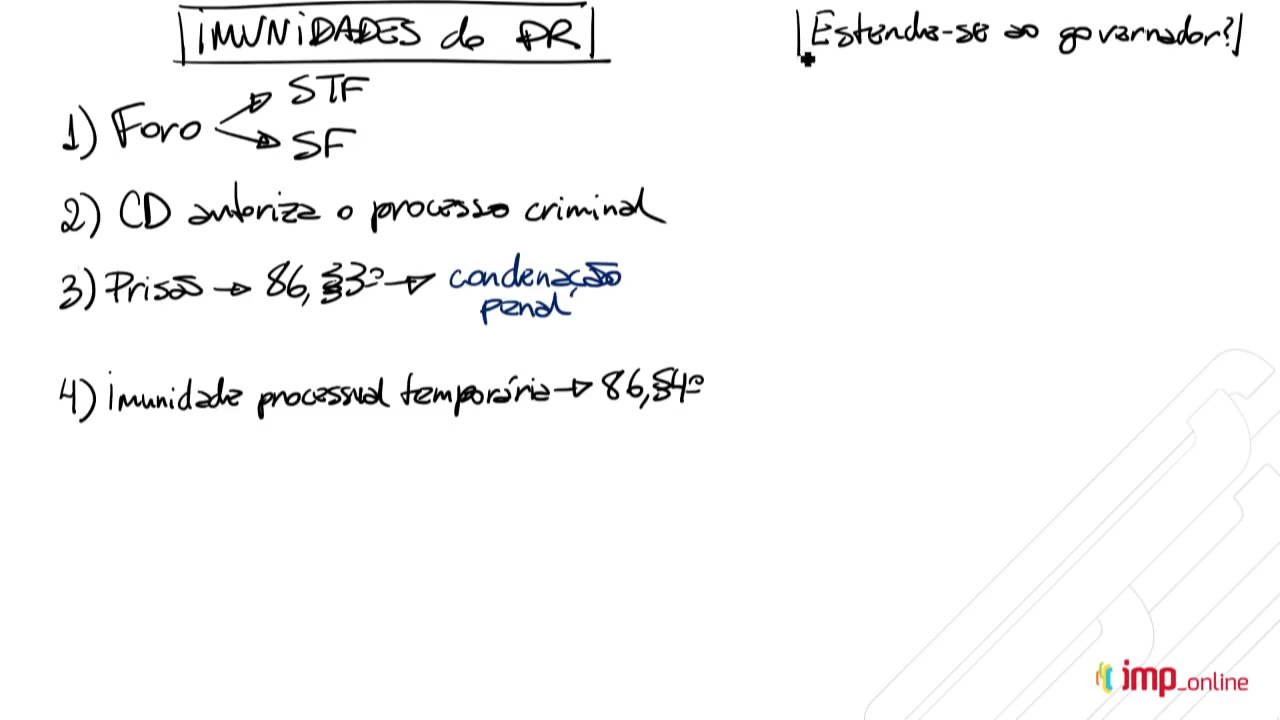 IMUNIDADES do PR
Estende-se ao governador?
1) Foro
STF
SF
2) CD autoriza o processo criminal
3) Prisão → 86, §3º → condenação
penal
4) Imunidade processual temporária → 86, §4º
imp_online